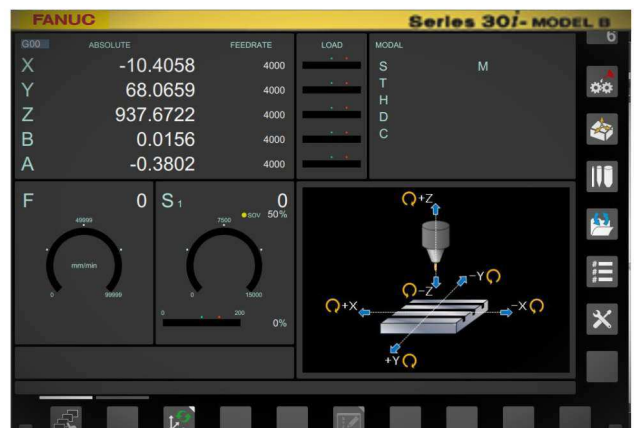 FANUC
Series 30i- MODEL B
6
G00 ABSOLUTE FEEDRATE LOAD MODAL
X -10.4058 4000 S M
Y 68.0659 4000 T
Z 937.6722 4000 H
B 0.0156 4000 D
A -0.3802 4000 C
F 0
49999
mm/min
0 99999
S 1 0
SOV 50%
7500
0 15000
0 200
0%
+Z
-Y
-Z
+X -X
+Y